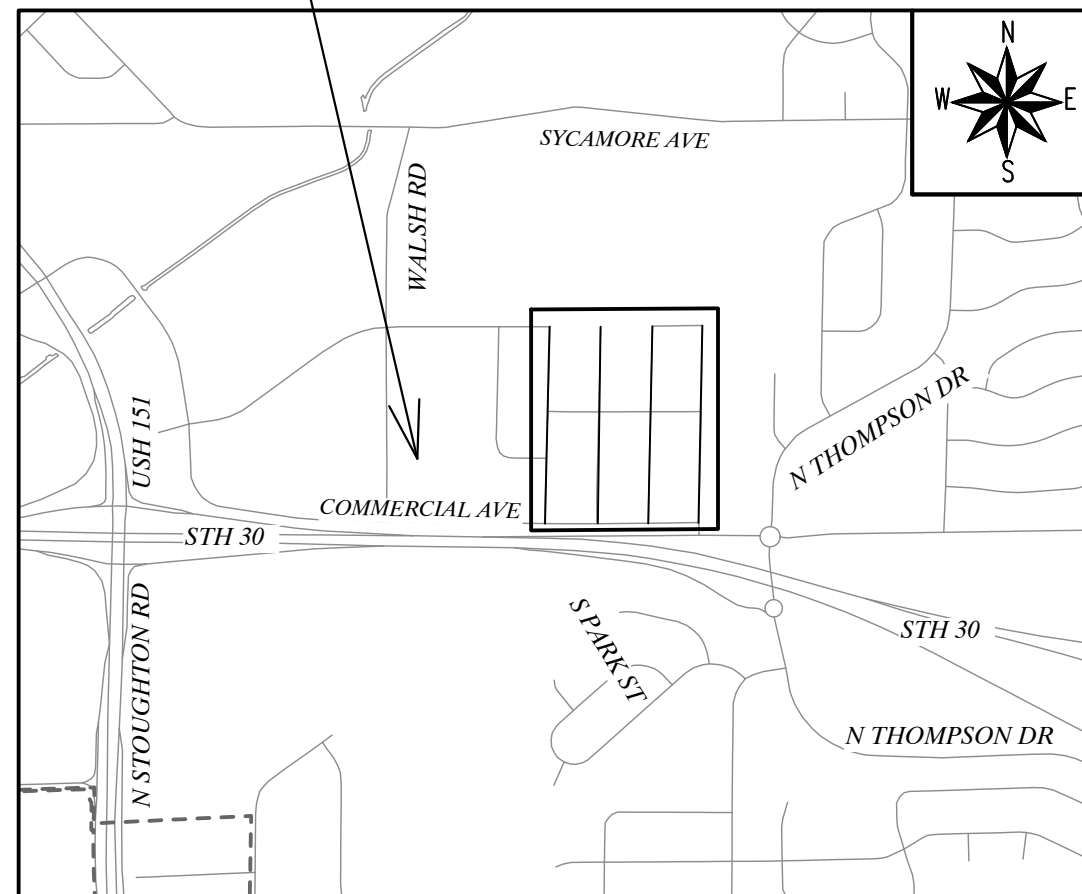 N
W E
S
SYCAMORE AVE
WALSH RD
USH 151
N THOMPSON DR
COMMERCIAL AVE
STH 30
N STOUGHTON RD
S PARK ST
STH 30
N THOMPSON DR